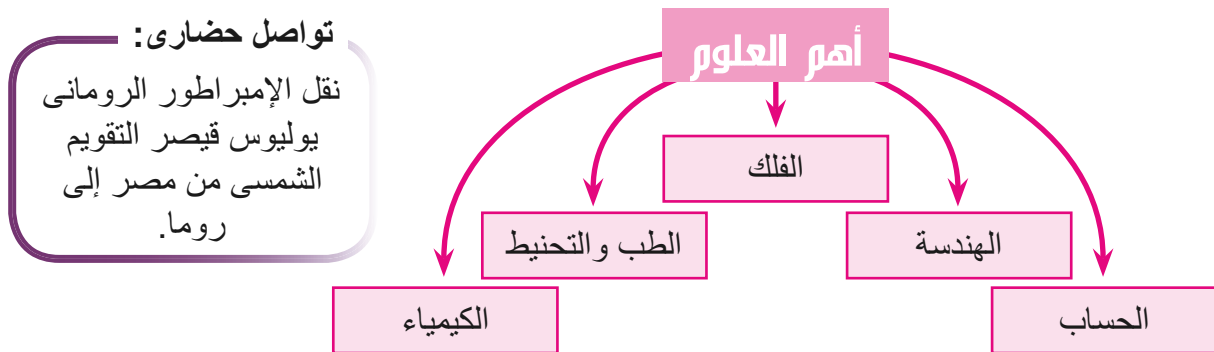 أهم العلوم
الفلك
الهندسة
الطب والتحنيط
الحساب
الكيمياء
تواصل حضارى:
نقل الإمبراطور الرومانى
يوليوس قيصر التقويم
الشمسى من مصر إلى
روما.